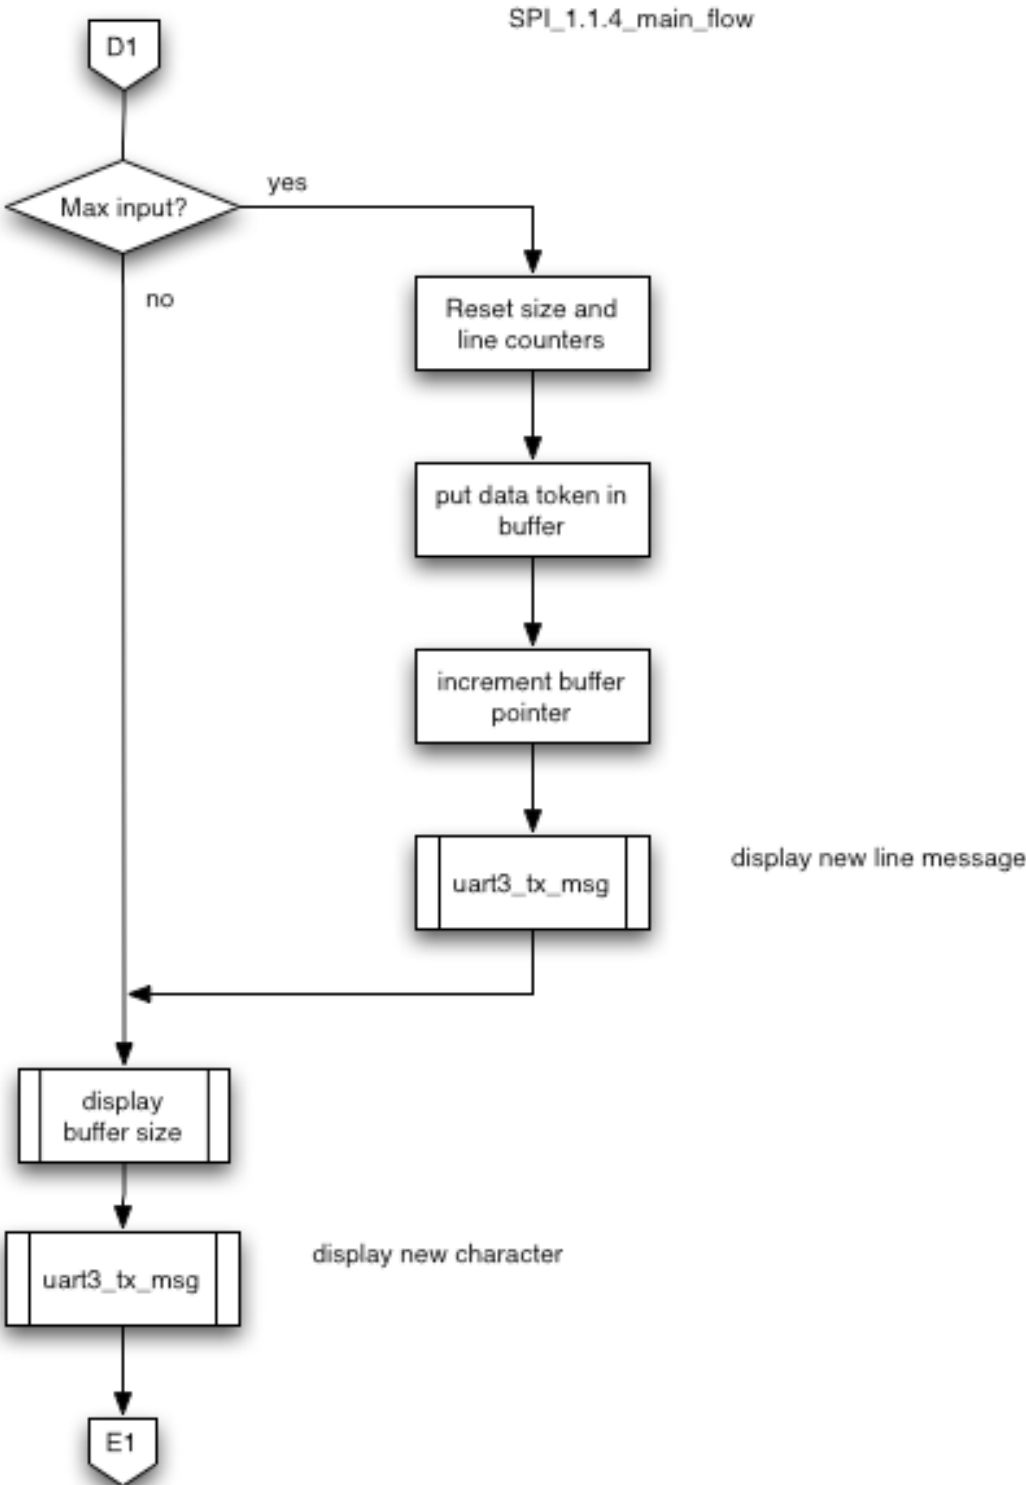 SPI_1.1.4_main_flow
D1
Max input?
yes
no
Reset size and
line counters
put data token in
buffer
increment buffer
pointer
uart3_tx_msg
display new line message
display
buffer size
uart3_tx_msg
display new character
E1